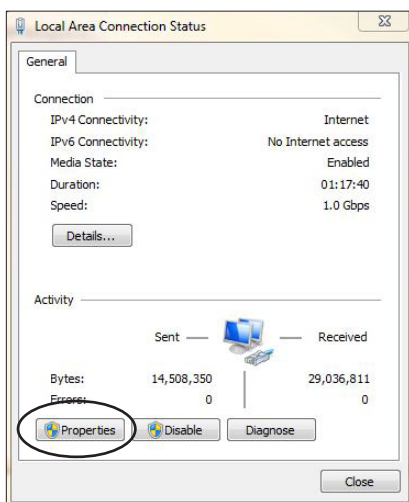 Local Area Connection Status
General
Connection
IPv4 Connectivity: Internet
IPv6 Connectivity: No Internet access
Media State: Enabled
Duration: 01:17:40
Speed: 1.0 Gbps
Details...
Activity
Sent Received
Bytes: 14,508,350 29,036,811
Errors: 0 0
Properties Disable Diagnose
Close